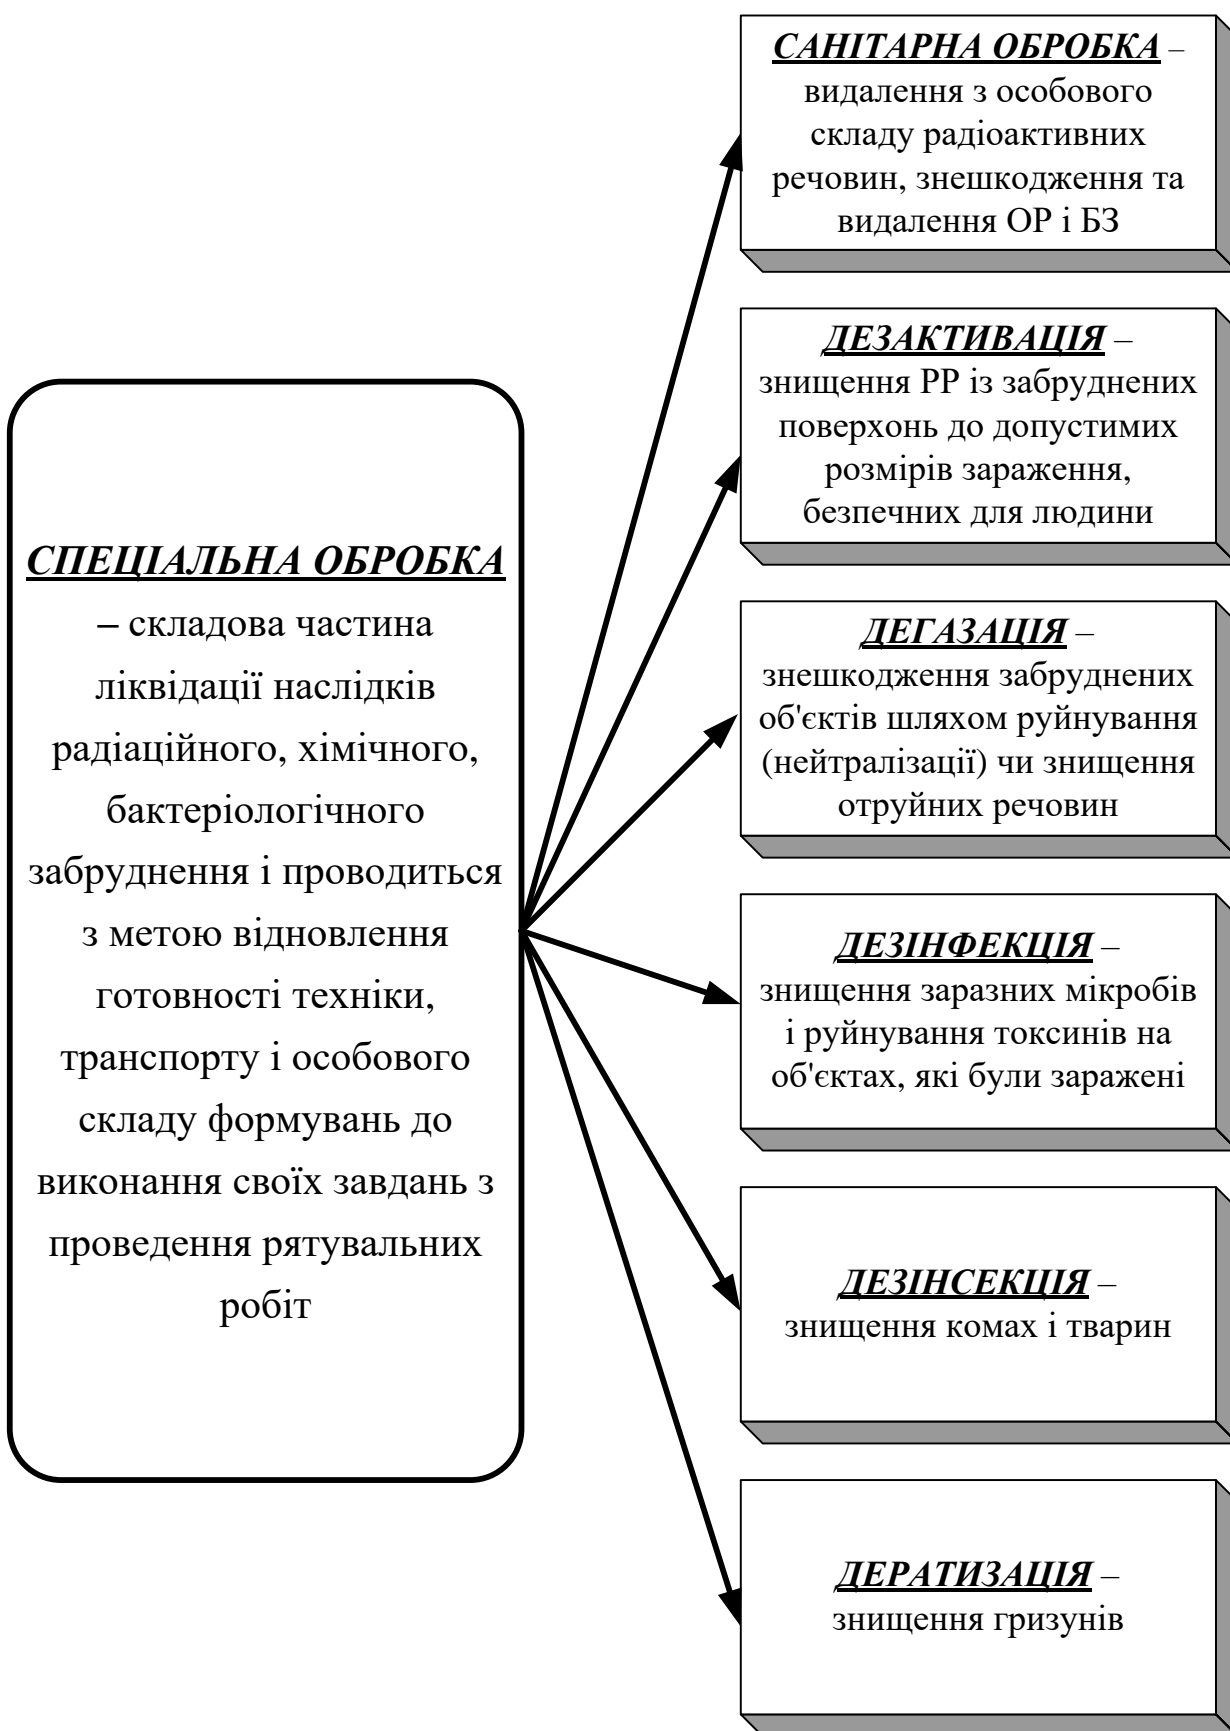 СПЕЦІАЛЬНА ОБРОБКА
– складова частина
ліквідації наслідків
радіаційного, хімічного,
бактеріологічного
забруднення і проводиться
з метою відновлення
готовності техніки,
транспорту і особового
складу формувань до
виконання своїх завдань з
проведення рятувальних
робіт
САНІТАРНА ОБРОБКА –
видалення з особового
складу радіоактивних
речовин, знешкодження та
видалення ОР і БЗ
ДЕЗАКТИВАЦІЯ –
знищення РР із забруднених
поверхонь до допустимих
розмірів зараження,
безпечних для людини
ДЕГАЗАЦІЯ –
знешкодження забруднених
об'єктів шляхом руйнування
(нейтралізації) чи знищення
отруйних речовин
ДЕЗІНФЕКЦІЯ –
знищення заразних мікробів
і руйнування токсинів на
об'єктах, які були заражені
ДЕЗІНСЕКЦІЯ –
знищення комах і тварин
ДЕРАТИЗАЦІЯ –
знищення гризунів